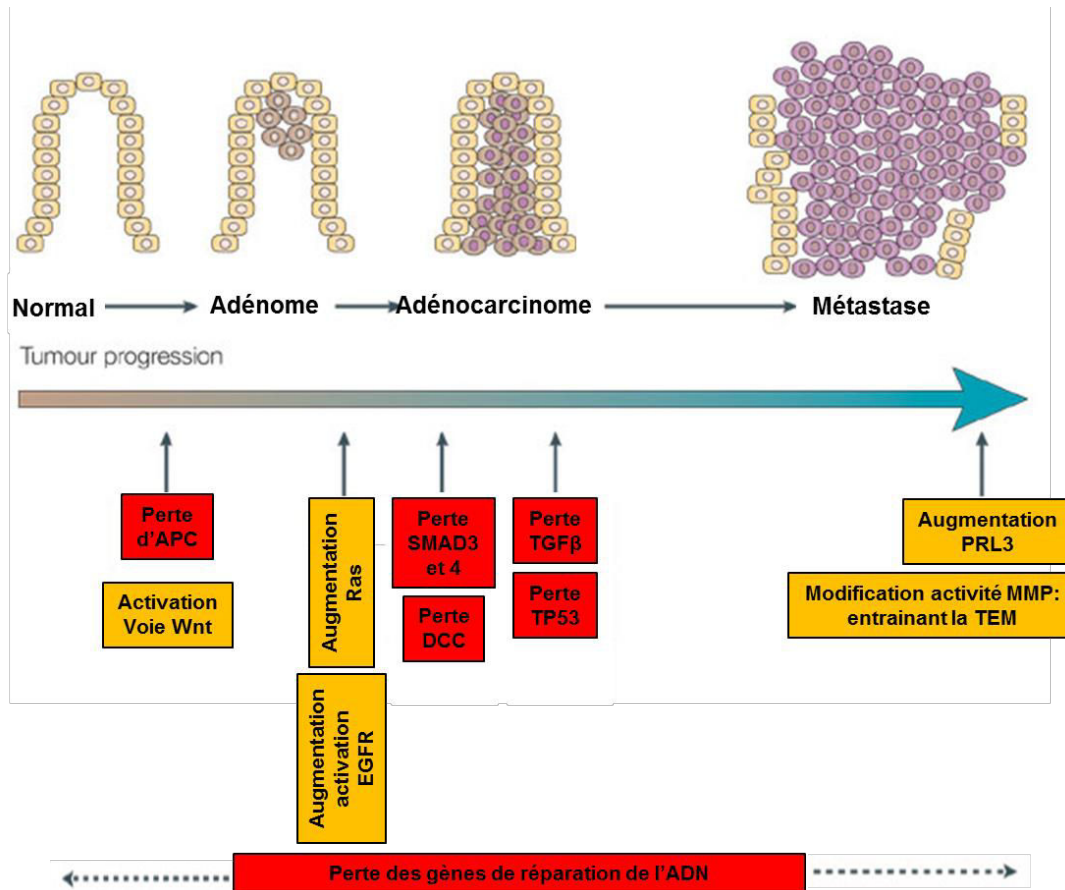 Normal
Adénome
Adénocarcinome
Métastase
Tumour progression
Perte
d'APC
Activation
Voie Wnt
Augmentation
Ras
Augmentation
activation
EGFR
Perte
SMAD3
et 4
Perte
DCC
Perte
TGFβ
Perte
TP53
Augmentation
PRL3
Modification activité MMP:
entrainant la TEM
Perte des gènes de réparation de l'ADN